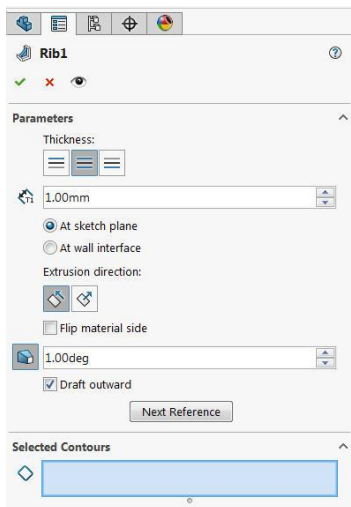 Rib1
Parameters
Thickness:
T1
1.00mm
At sketch plane
At wall interface
Extrusion direction:
Flip material side
1.00deg
Draft outward
Next Reference
Selected Contours